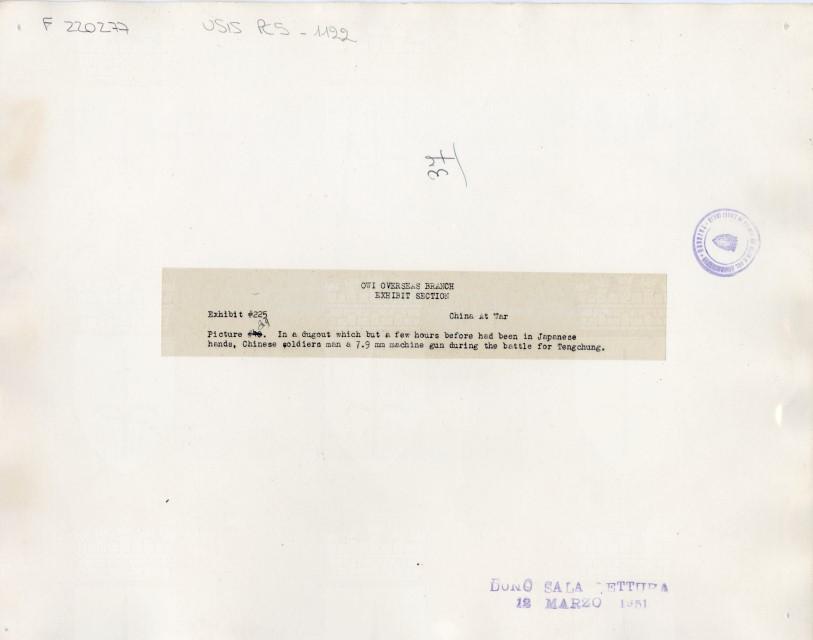 F 220277 USIS PCS - 1122
37/
OWI OVERSEAS BRANCH
EXHIBIT SECTION
Exhibit #225 China At War
Picture In a dugout which but a few hours before had been in Japanese
hands, Chinese soldiers man a 7.9 mm machine gun during the battle for Tengchung.
DONO SALA LETTURA
12 MARZO 1951